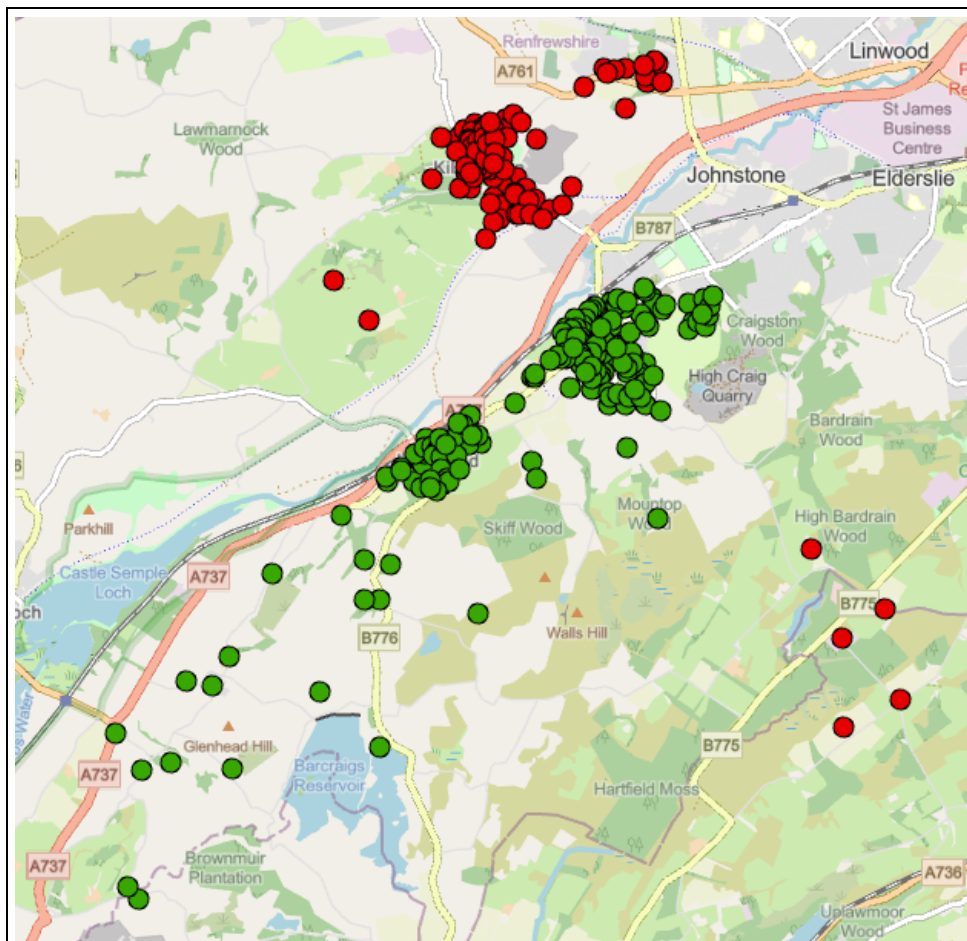 Renfrewshire
A761
Linwood
St James
Business
Centre
Lawmarnock
Wood
Johnstone
Elderslie
B787
Craigston
Wood
High Craig
Quarry
Bardrain
Wood
Parkhill
Skiff Wood
Mountop
Wood
High Bardrain
Wood
Castle Semple
Loch
A737
och
B775
B776
Walls Hill
Glenhead Hill
Barcraigs
Reservoir
B775
A737
Hartfield Moss
Brownmuir
Plantation
A737
A736
Uplawmoor
Wood